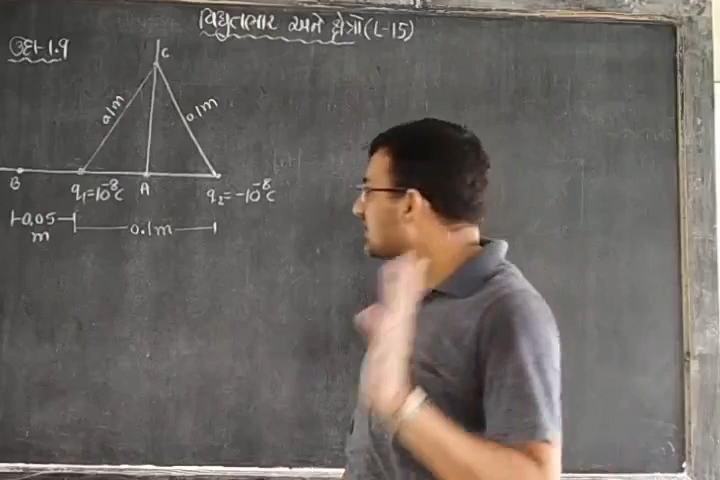 વિદ્યુતભાર અને ક્ષેત્રો (L-15)
ઉદા-1.9
C
0.1m
0.1m
B
q₁=10⁻⁸C
A
q₂=-10⁻⁸C
0.05
m
0.1m